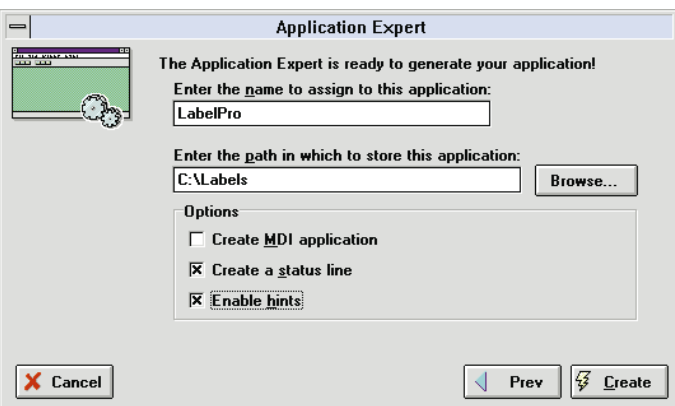 Application Expert
The Application Expert is ready to generate your application!
Enter the name to assign to this application:
LabelPro
Enter the path in which to store this application:
C:\Labels
Browse...
Options
Create MDI application
Create a status line
Enable hints
Cancel
Prev
Create